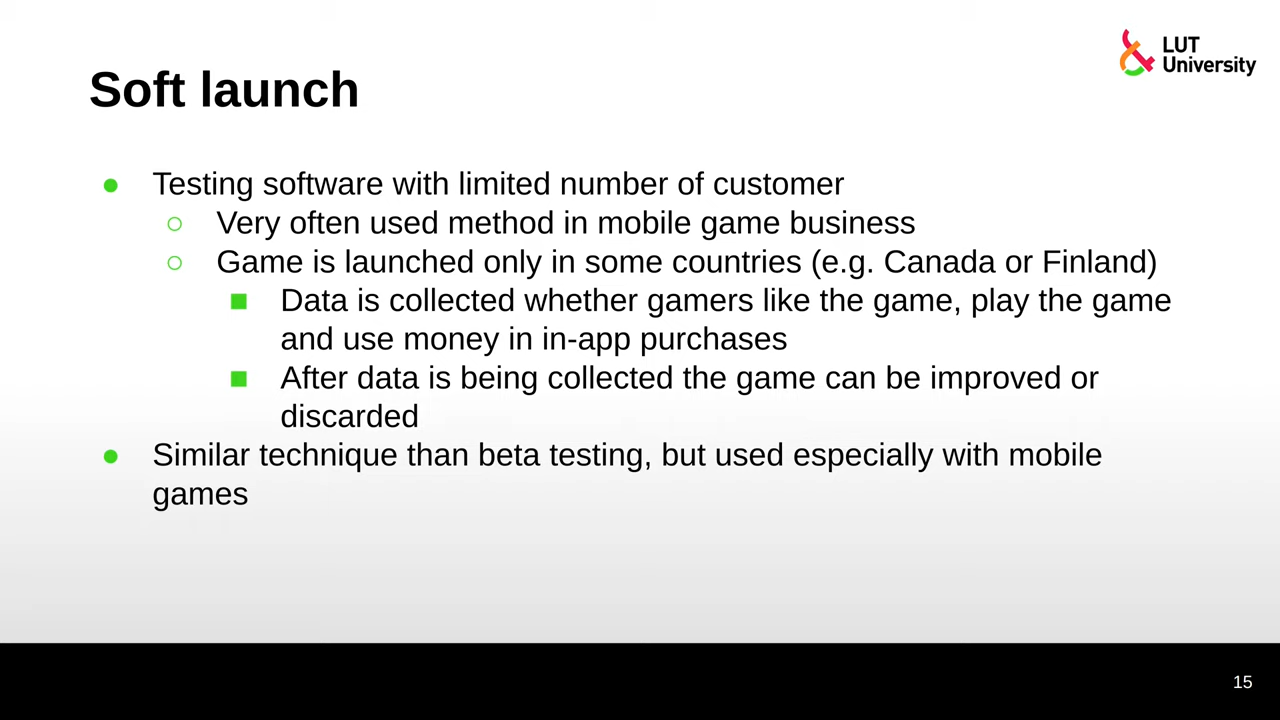 LUT
University
Soft launch
● Testing software with limited number of customer
○ Very often used method in mobile game business
○ Game is launched only in some countries (e.g. Canada or Finland)
■ Data is collected whether gamers like the game, play the game
and use money in in-app purchases
■ After data is being collected the game can be improved or
discarded
● Similar technique than beta testing, but used especially with mobile
games
15